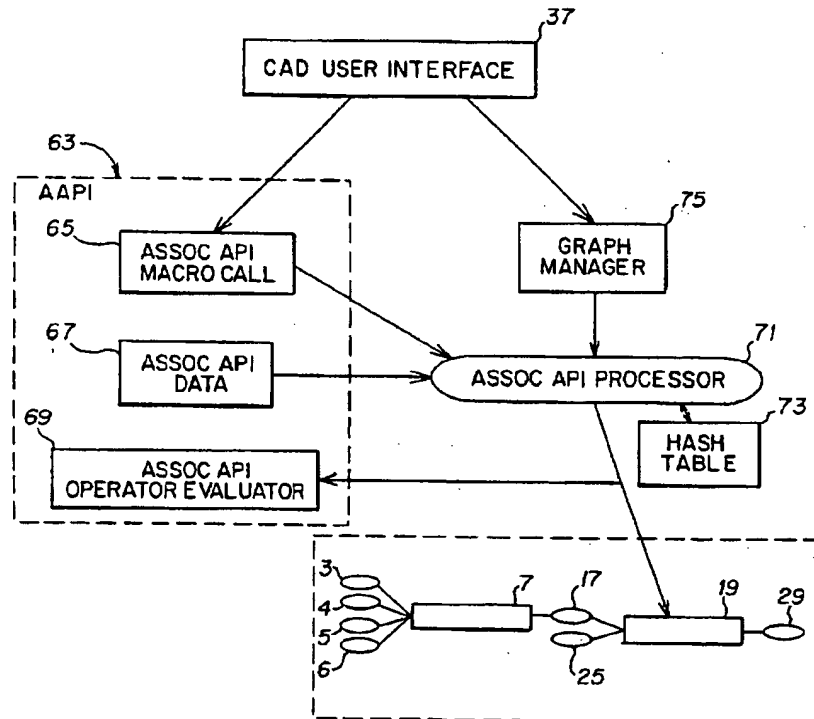 37
CAD USER INTERFACE
63
AAPI
65
ASSOC API
MACRO CALL
75
GRAPH
MANAGER
67
ASSOC API
DATA
71
ASSOC API PROCESSOR
73
HASH
TABLE
69
ASSOC API
OPERATOR EVALUATOR
3
4
5
6
7
17
25
19
29